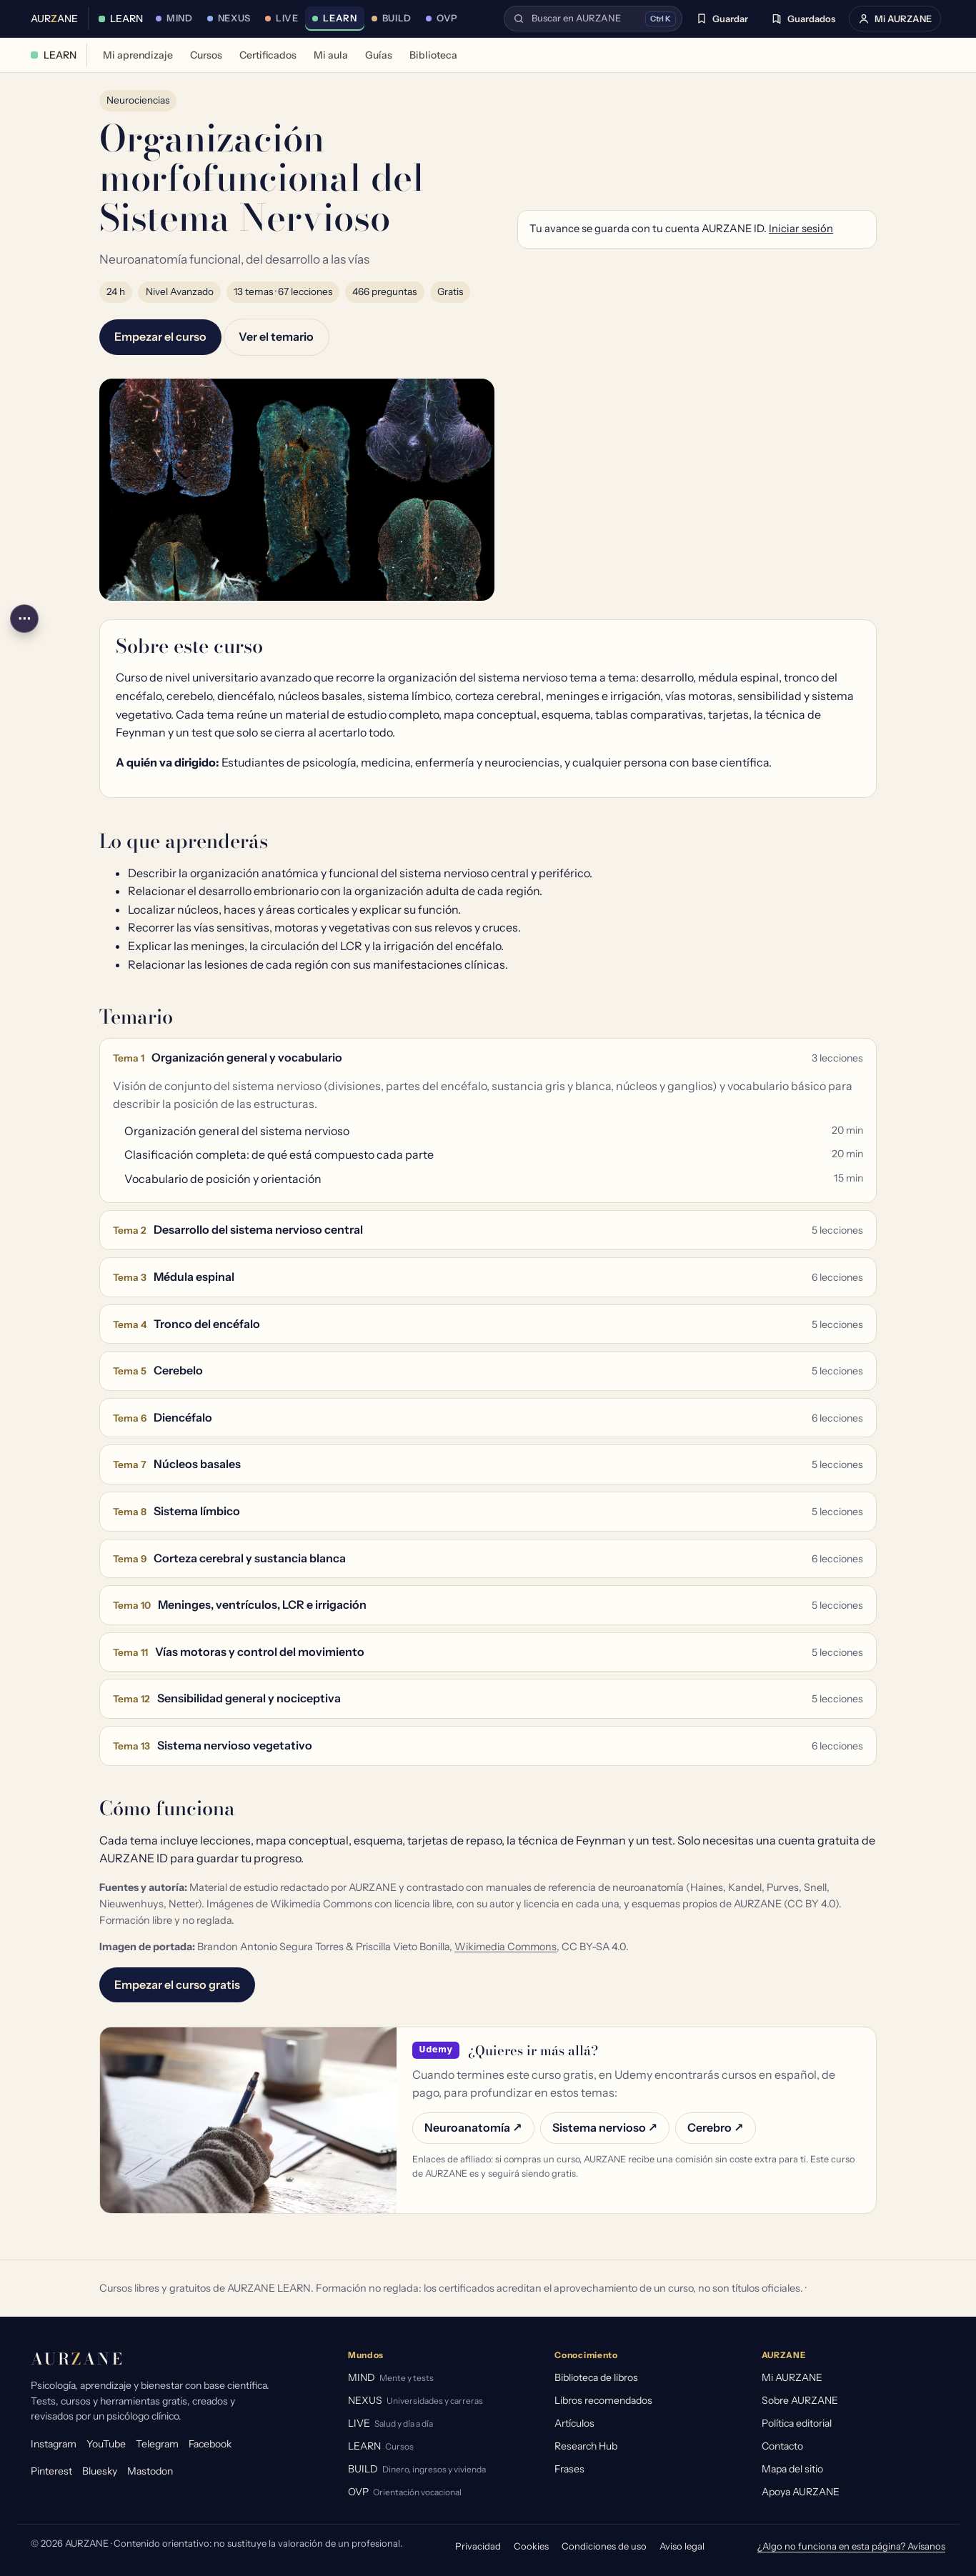 AURZANE LEARN MIND NEXUS LIVE LEARN BUILD OVP Buscar en AURZANE Ctrl K Guardar Guardados Mi AURZANE
LEARN Mi aprendizaje Cursos Certificados Mi aula Guías Biblioteca
Neurociencias
Organización
morfofuncional del
Sistema Nervioso
Tu avance se guarda con tu cuenta AURZANE ID. Iniciar sesión
Neuroanatomía funcional, del desarrollo a las vías
24 h Nivel Avanzado 13 temas · 67 lecciones 466 preguntas Gratis
Empezar el curso Ver el temario
Sobre este curso
Curso de nivel universitario avanzado que recorre la organización del sistema nervioso tema a tema: desarrollo, médula espinal, tronco del
encéfalo, cerebelo, diencéfalo, núcleos basales, sistema límbico, corteza cerebral, meninges e irrigación, vías motoras, sensibilidad y sistema
vegetativo. Cada tema reúne un material de estudio completo, mapa conceptual, esquema, tablas comparativas, tarjetas, la técnica de
Feynman y un test que solo se cierra al acertarlo todo.
A quién va dirigido: Estudiantes de psicología, medicina, enfermería y neurociencias, y cualquier persona con base científica.
Lo que aprenderás
• Describir la organización anatómica y funcional del sistema nervioso central y periférico.
• Relacionar el desarrollo embrionario con la organización adulta de cada región.
• Localizar núcleos, haces y áreas corticales y explicar su función.
• Recorrer las vías sensitivas, motoras y vegetativas con sus relevos y cruces.
• Explicar las meninges, la circulación del LCR y la irrigación del encéfalo.
• Relacionar las lesiones de cada región con sus manifestaciones clínicas.
Temario
Tema 1 Organización general y vocabulario 3 lecciones
Visión de conjunto del sistema nervioso (divisiones, partes del encéfalo, sustancia gris y blanca, núcleos y ganglios) y vocabulario básico para
describir la posición de las estructuras.
Organización general del sistema nervioso 20 min
Clasificación completa: de qué está compuesto cada parte 20 min
Vocabulario de posición y orientación 15 min
Tema 2 Desarrollo del sistema nervioso central 5 lecciones
Tema 3 Médula espinal 6 lecciones
Tema 4 Tronco del encéfalo 5 lecciones
Tema 5 Cerebelo 5 lecciones
Tema 6 Diencéfalo 6 lecciones
Tema 7 Núcleos basales 5 lecciones
Tema 8 Sistema límbico 5 lecciones
Tema 9 Corteza cerebral y sustancia blanca 6 lecciones
Tema 10 Meninges, ventrículos, LCR e irrigación 5 lecciones
Tema 11 Vías motoras y control del movimiento 5 lecciones
Tema 12 Sensibilidad general y nociceptiva 5 lecciones
Tema 13 Sistema nervioso vegetativo 6 lecciones
Cómo funciona
Cada tema incluye lecciones, mapa conceptual, esquema, tarjetas de repaso, la técnica de Feynman y un test. Solo necesitas una cuenta gratuita de
AURZANE ID para guardar tu progreso.
Fuentes y autoría: Material de estudio redactado por AURZANE y contrastado con manuales de referencia de neuroanatomía (Haines, Kandel, Purves, Snell,
Nieuwenhuys, Netter). Imágenes de Wikimedia Commons con licencia libre, con su autor y licencia en cada una, y esquemas propios de AURZANE (CC BY 4.0).
Formación libre y no reglada.
Imagen de portada: Brandon Antonio Segura Torres & Priscilla Vieto Bonilla, Wikimedia Commons, CC BY-SA 4.0.
Empezar el curso gratis
Udemy ¿Quieres ir más allá?
Cuando termines este curso gratis, en Udemy encontrarás cursos en español, de
pago, para profundizar en estos temas:
Neuroanatomía ↗ Sistema nervioso ↗ Cerebro ↗
Enlaces de afiliado: si compras un curso, AURZANE recibe una comisión sin coste extra para ti. Este curso
de AURZANE es y seguirá siendo gratis.
Cursos libres y gratuitos de AURZANE LEARN. Formación no reglada: los certificados acreditan el aprovechamiento de un curso, no son títulos oficiales. ·
AURZANE
Psicología, aprendizaje y bienestar con base científica.
Tests, cursos y herramientas gratis, creados y
revisados por un psicólogo clínico.
Instagram YouTube Telegram Facebook
Pinterest Bluesky Mastodon
Mundos
MIND Mente y tests
NEXUS Universidades y carreras
LIVE Salud y día a día
LEARN Cursos
BUILD Dinero, ingresos y vivienda
OVP Orientación vocacional
Conocimiento
Biblioteca de libros
Libros recomendados
Artículos
Research Hub
Frases
AURZANE
Mi AURZANE
Sobre AURZANE
Política editorial
Contacto
Mapa del sitio
Apoya AURZANE
© 2026 AURZANE · Contenido orientativo: no sustituye la valoración de un profesional. Privacidad Cookies Condiciones de uso Aviso legal ¿Algo no funciona en esta página? Avísanos